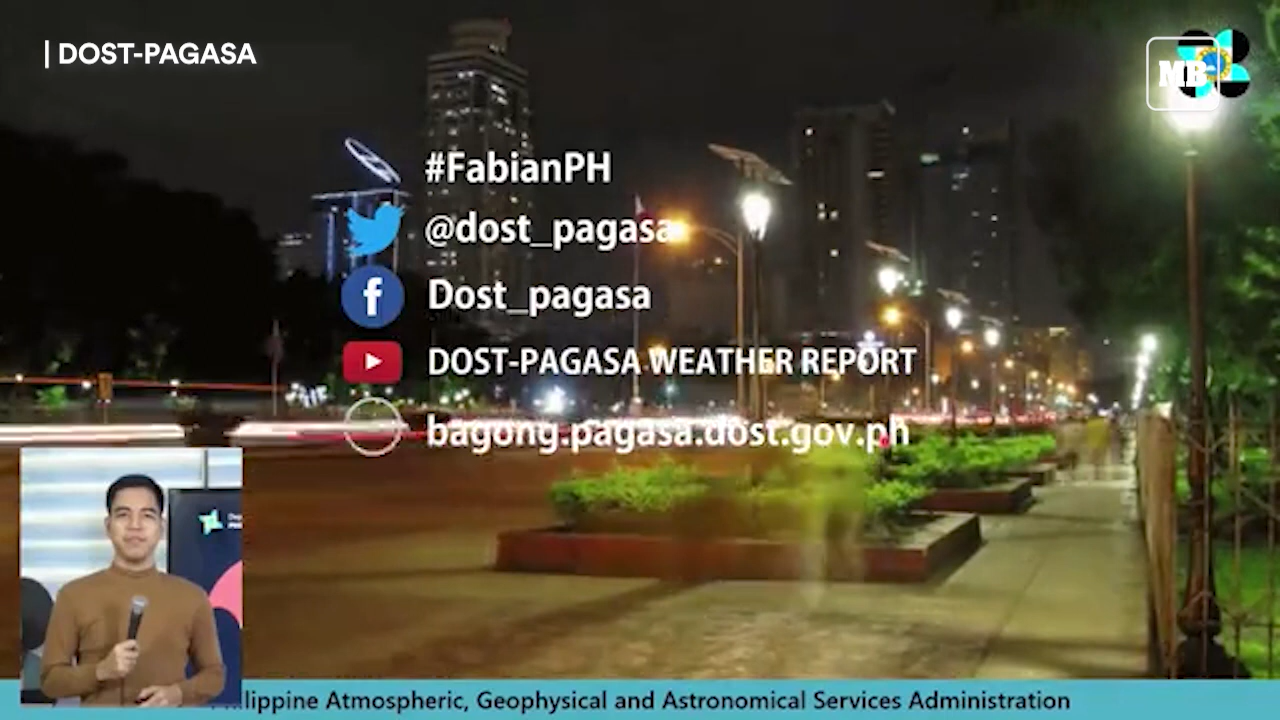 | DOST-PAGASA
MB
#FabianPH
@dost_pagasa
Dost_pagasa
DOST-PAGASA WEATHER REPORT
bagong.pagasa.dost.gov.ph
Philippine Atmospheric, Geophysical and Astronomical Services Administration